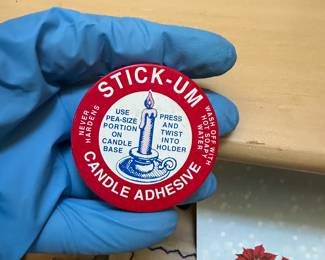 STICK-UM
NEVER
HARDENS
USE
PEA-SIZE
PORTION
ON
CANDLE
BASE
PRESS
AND
TWIST
INTO
HOLDER
WASH OFF WITH
HOT SOAPY
WATER
CANDLE ADHESIVE